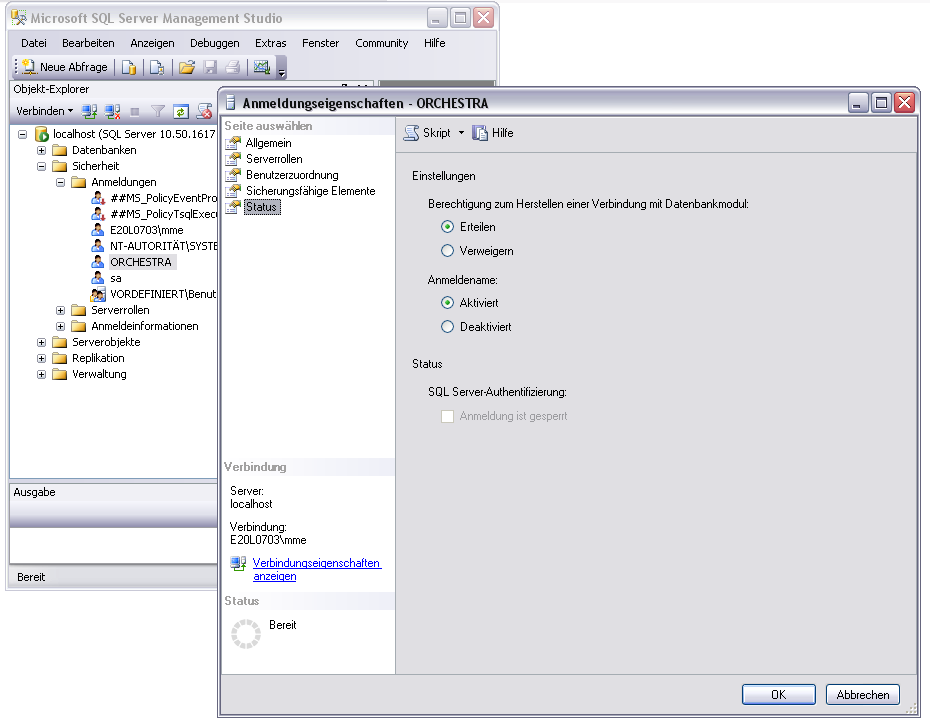 Microsoft SQL Server Management Studio
Datei Bearbeiten Anzeigen Debuggen Extras Fenster Community Hilfe
Neue Abfrage
Objekt-Explorer
Verbinden
localhost (SQL Server 10.50.1617
Datenbanken
Sicherheit
Anmeldungen
##MS_PolicyEventPro
##MS_PolicyTsqlExec
E20L0703\mme
NT-AUTORITÄT\SYSTE
ORCHESTRA
sa
VORDEFINIERT\Benut
Serverrollen
Anmeldeinformationen
Serverobjekte
Replikation
Verwaltung
Ausgabe
Bereit
Anmeldungseigenschaften - ORCHESTRA
Seite auswählen
Allgemein
Serverrollen
Benutzerzuordnung
Sicherungsfähige Elemente
Status
Verbindung
Server:
localhost
Verbindung:
E20L0703\mme
Verbindungseigenschaften
anzeigen
Status
Bereit
Skript Hilfe
Einstellungen
Berechtigung zum Herstellen einer Verbindung mit Datenbankmodul:
Erteilen
Verweigern
Anmeldename:
Aktiviert
Deaktiviert
Status
SQL Server-Authentifizierung:
Anmeldung ist gesperrt
OK Abbrechen